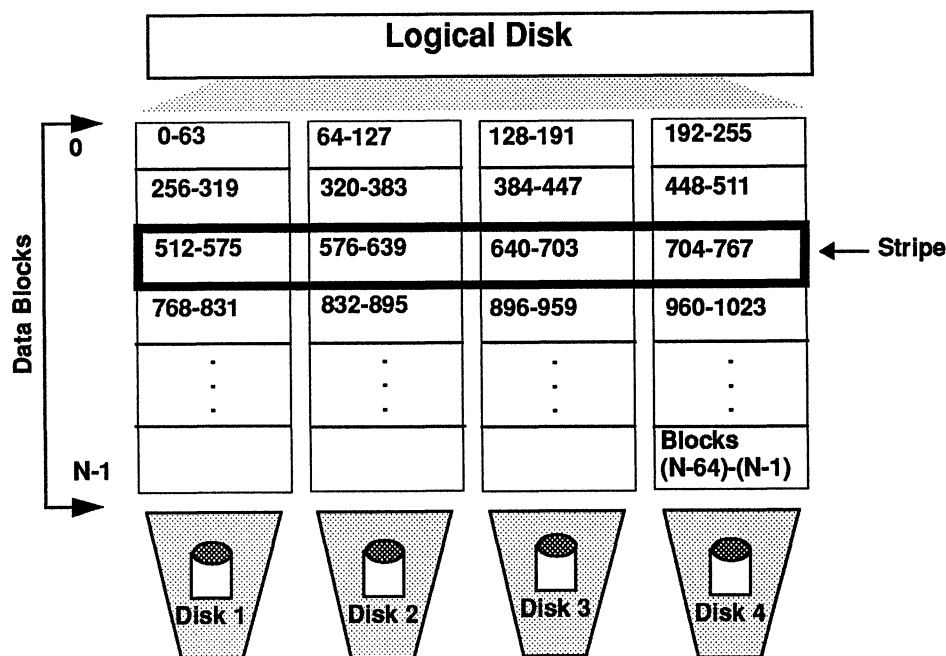 Logical Disk
0
0-63 64-127 128-191 192-255
256-319 320-383 384-447 448-511
512-575 576-639 640-703 704-767
Stripe
768-831 832-895 896-959 960-1023
Data Blocks
Blocks
(N-64)-(N-1)
N-1
Disk 1 Disk 2 Disk 3 Disk 4